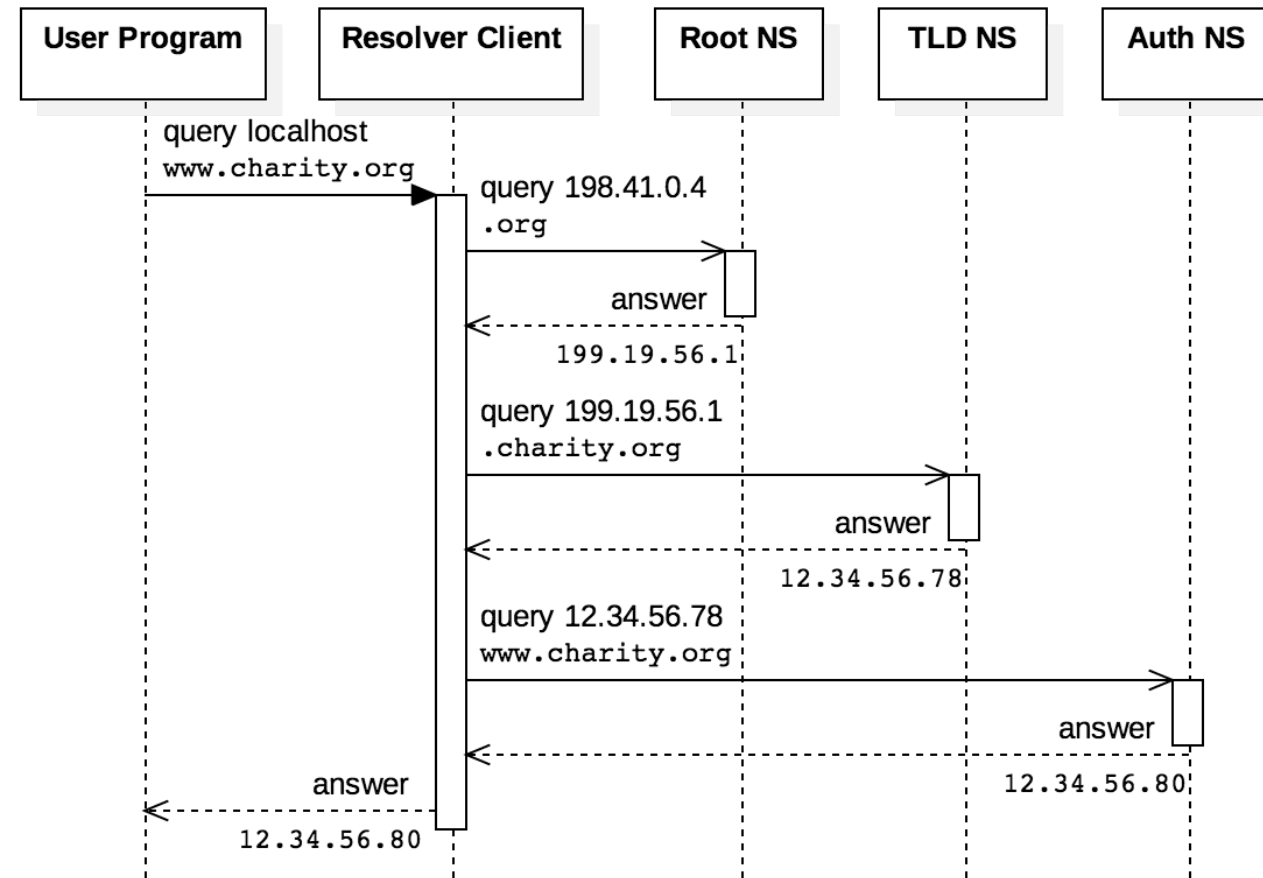 User Program
Resolver Client
Root NS
TLD NS
Auth NS
query localhost
www.charity.org
query 198.41.0.4
.org
answer
199.19.56.1
query 199.19.56.1
.charity.org
answer
12.34.56.78
query 12.34.56.78
www.charity.org
answer
12.34.56.80
answer
12.34.56.80